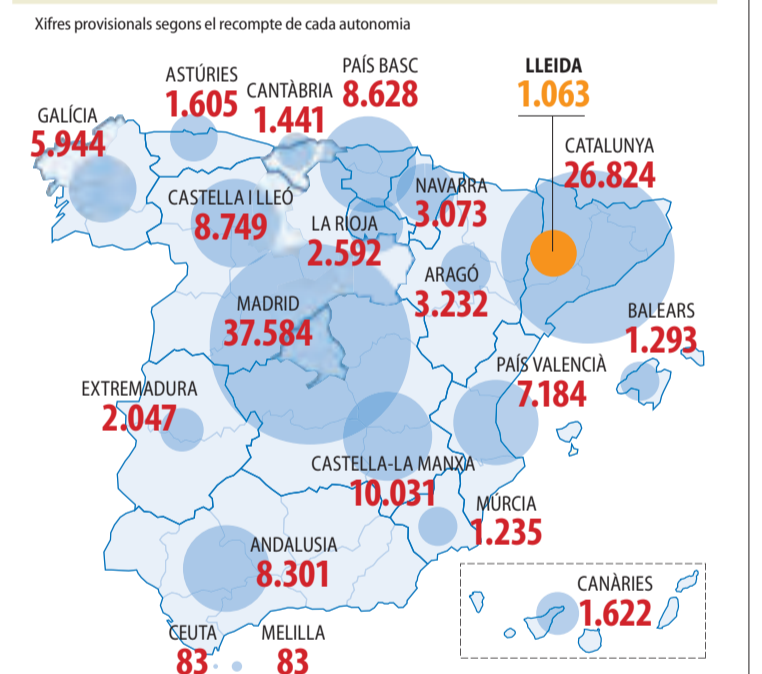 Xifres provisionals segons el recompte de cada autonomia
PAÍS BASC
8.628
LLEIDA
1.063
ASTÚRIES
1.605
CANTÀBRIA
1.441
GALÍCIA
5.944
CATALUNYA
26.824
CASTELLA I LLEÓ
8.749
NAVARRA
3.073
LA RIOJA
2.592
ARAGÓ
3.232
MADRID
37.584
BALEARS
1.293
PAÍS VALENCIÀ
7.184
EXTREMADURA
2.047
CASTELLA-LA MANXA
10.031
MÚRCIA
1.235
ANDALUSIA
8.301
CANÀRIES
1.622
CEUTA
83
MELILLA
83